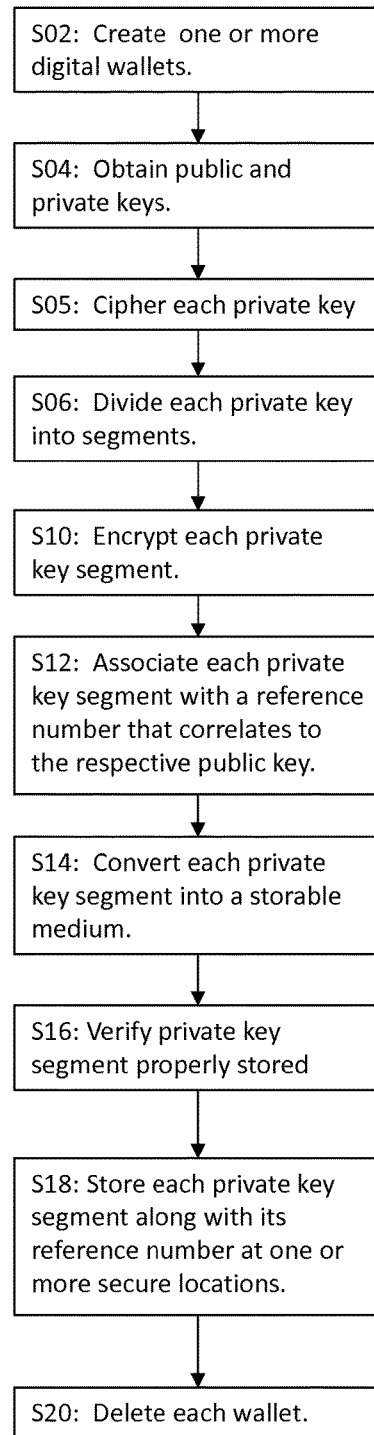 S02: Create one or more
digital wallets.
S04: Obtain public and
private keys.
S05: Cipher each private key
S06: Divide each private key
into segments.
S10: Encrypt each private
key segment.
S12: Associate each private
key segment with a reference
number that correlates to
the respective public key.
S14: Convert each private
key segment into a storable
medium.
S16: Verify private key
segment properly stored
S18: Store each private key
segment along with its
reference number at one or
more secure locations.
S20: Delete each wallet.